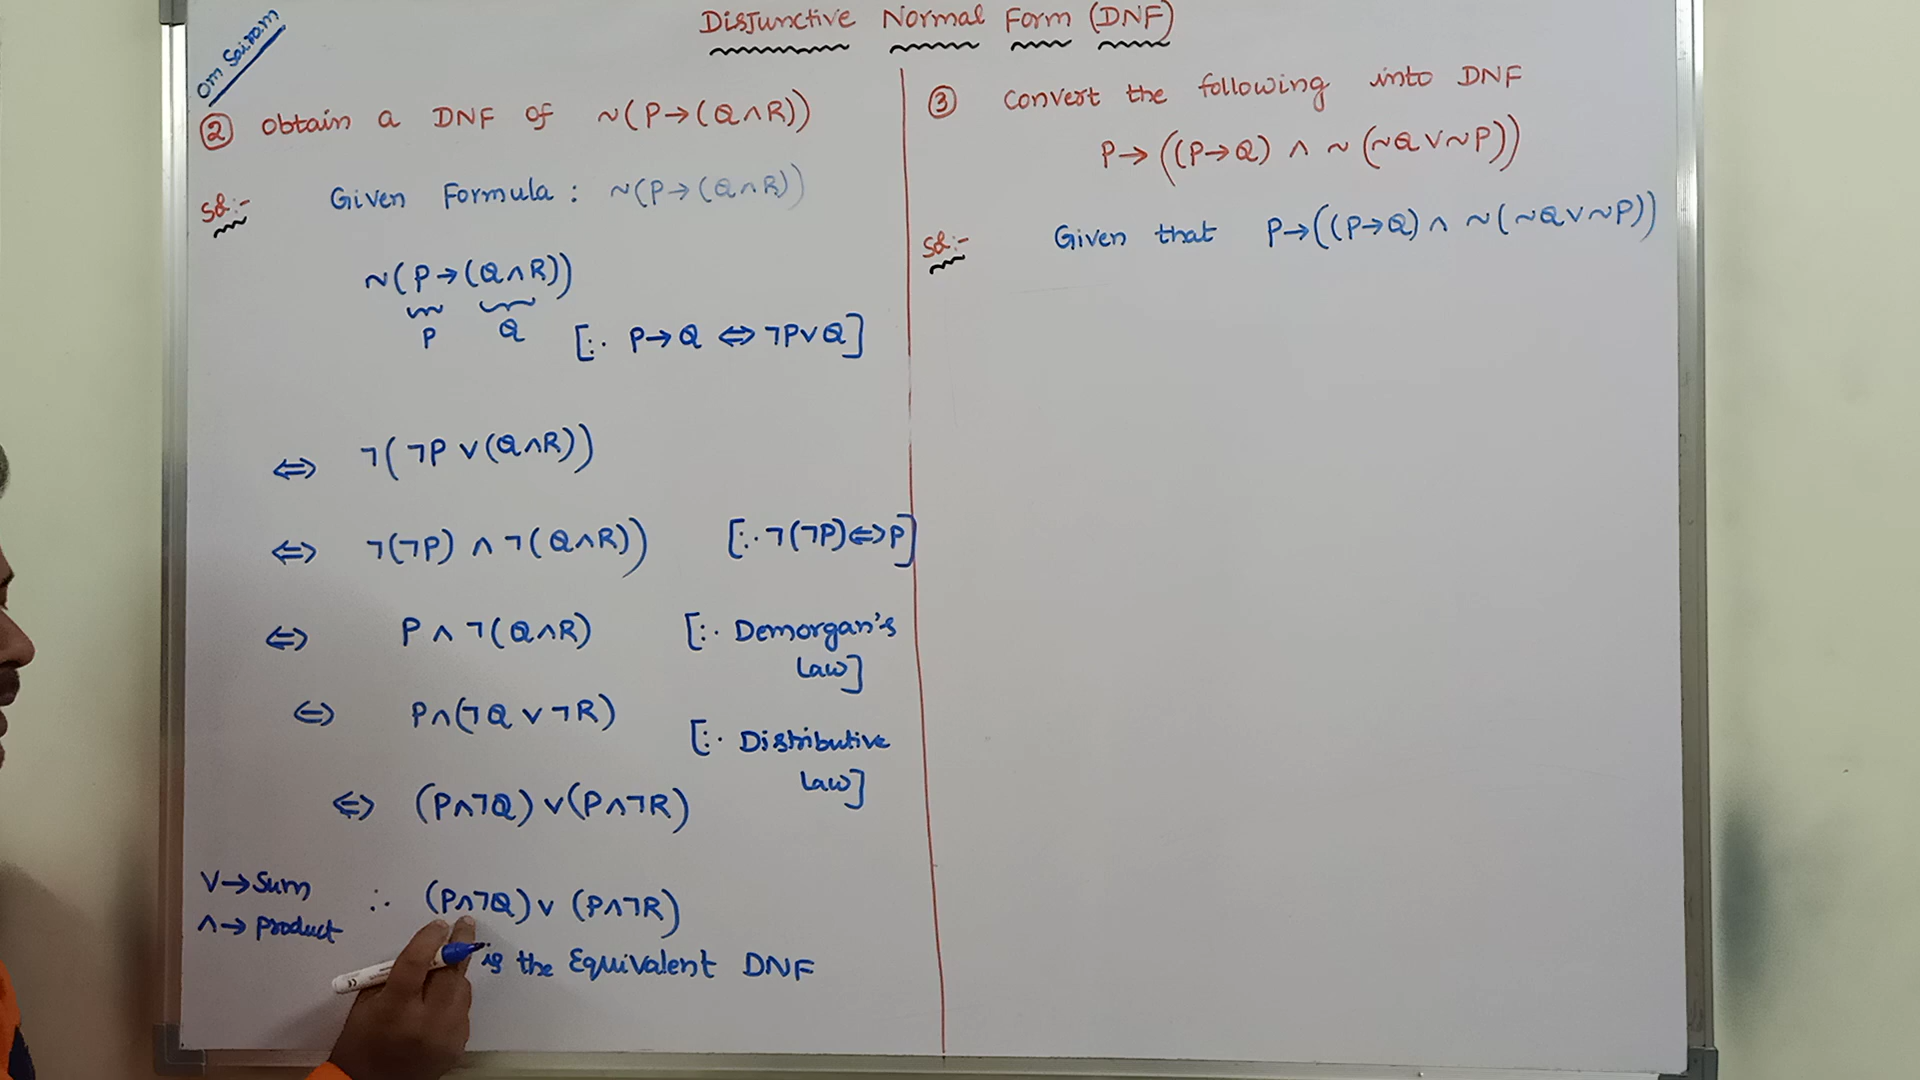 Om Sairam
Disjunctive Normal Form (DNF)
② Obtain a DNF of ~(P→(Q∧R))
Sol:- Given Formula : ~(P→(Q∧R))
~(P→(Q∧R))
P Q [∵ P→Q ⇔ ¬P∨Q]
⇔ ¬(¬P ∨ (Q∧R))
⇔ ¬(¬P) ∧ ¬(Q∧R)) [∵ ¬(¬P)⇔P]
⇔ P ∧ ¬(Q∧R) [∵ Demorgan's
Law]
⇔ P∧(¬Q ∨ ¬R)
[∵ Distributive
Law]
⇔ (P∧¬Q) ∨ (P∧¬R)
∨→Sum
∧→product
∴ (P∧¬Q) ∨ (P∧¬R)
is the Equivalent DNF
③ Convert the following into DNF
P→((P→Q) ∧ ~(~Q∨~P))
Sol:- Given that P→((P→Q) ∧ ~(~Q∨~P))